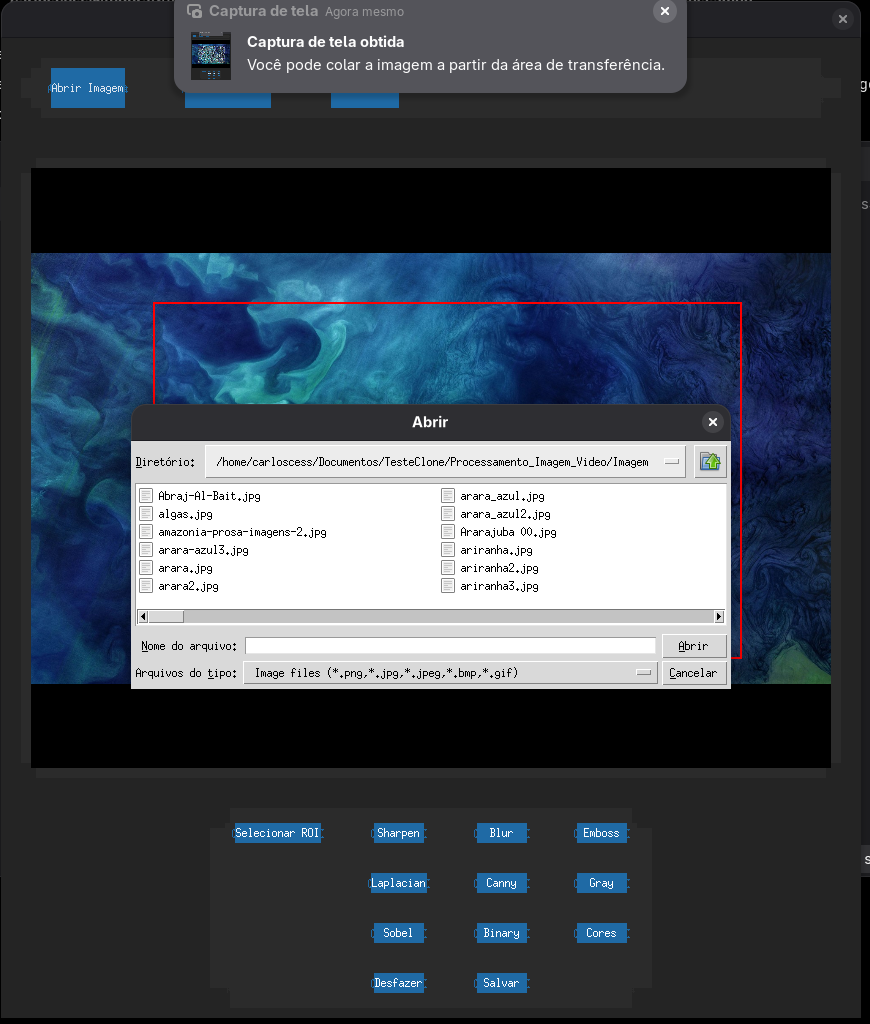 Captura de tela Agora mesmo
Captura de tela obtida
Você pode colar a imagem a partir da área de transferência.
Abrir Imagem
Abrir
Diretório: /home/carloscess/Documentos/TesteClone/Processamento_Imagem_Video/Imagem
Abraj-Al-Bait.jpg
algas.jpg
amazonia-prosa-imagens-2.jpg
arara-azul3.jpg
arara.jpg
arara2.jpg
arara_azul.jpg
arara_azul2.jpg
Ararajuba 00.jpg
ariranha.jpg
ariranha2.jpg
ariranha3.jpg
Nome do arquivo: Abrir
Arquivos do tipo: Image files (*.png,*.jpg,*.jpeg,*.bmp,*.gif) Cancelar
Selecionar ROI Sharpen Blur Emboss
Laplacian Canny Gray
Sobel Binary Cores
Desfazer Salvar